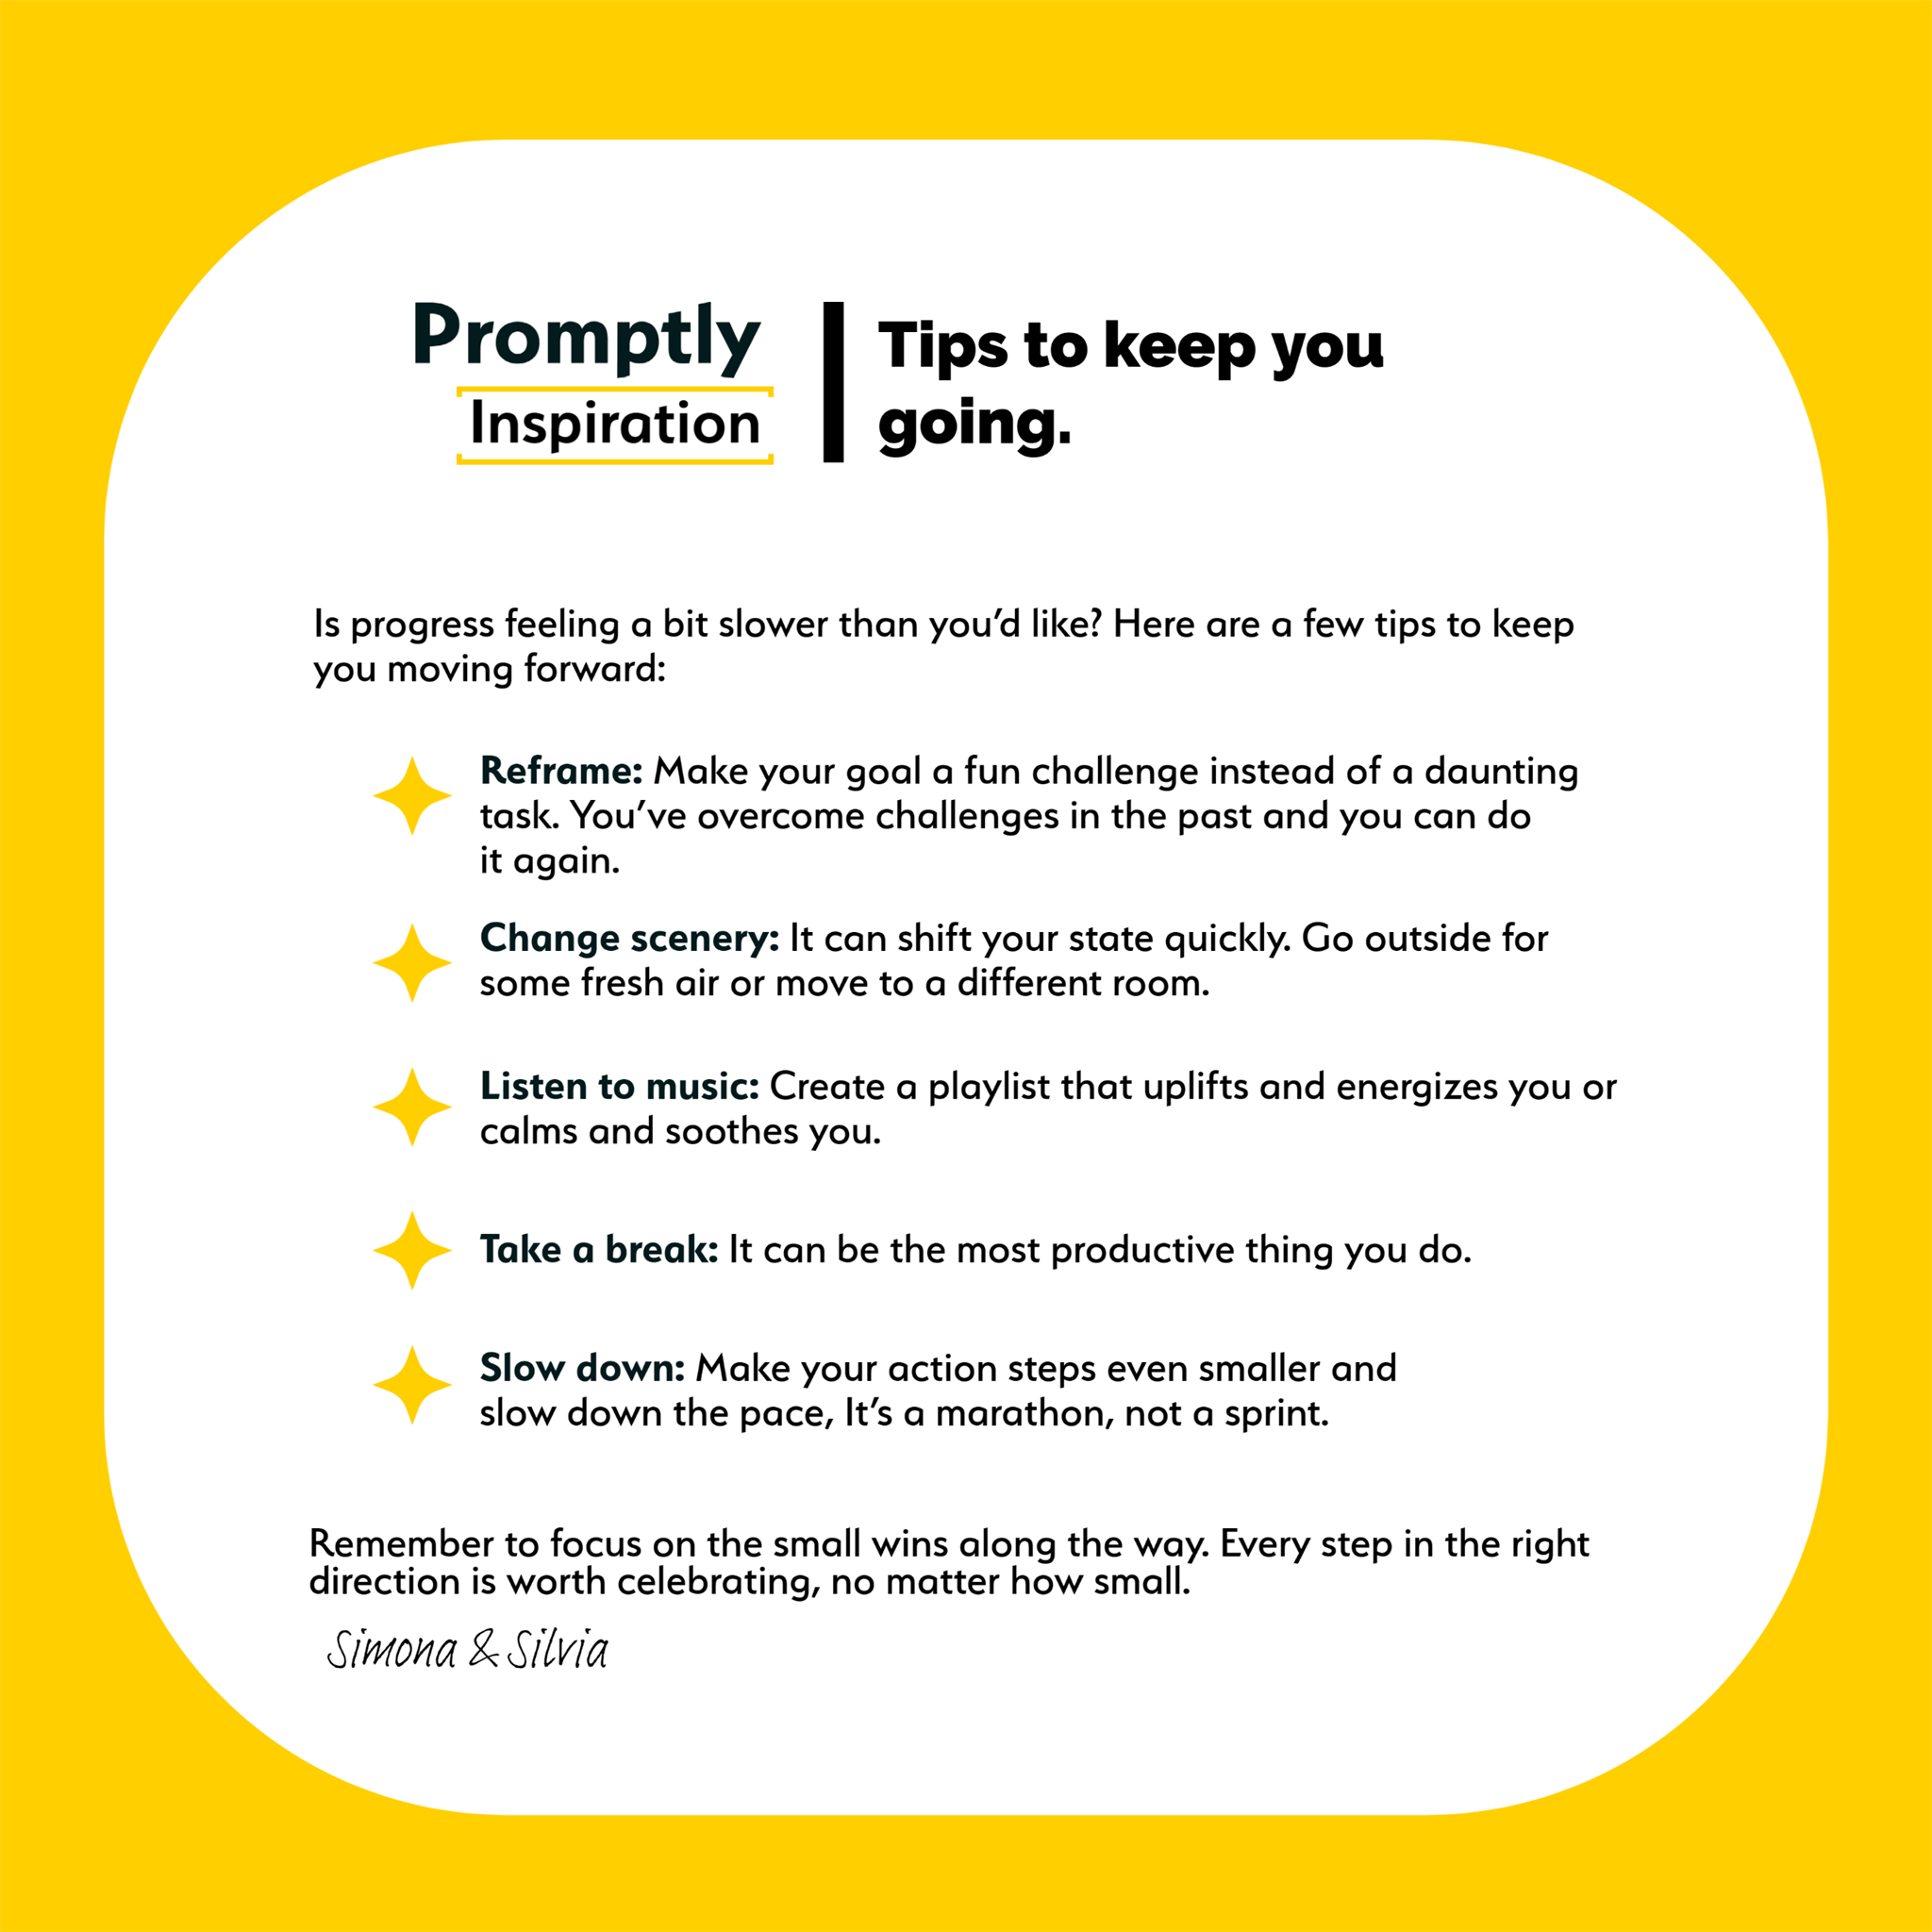 Promptly
Inspiration
Tips to keep you
going.
Is progress feeling a bit slower than you’d like? Here are a few tips to keep
you moving forward:
Reframe: Make your goal a fun challenge instead of a daunting
task. You’ve overcome challenges in the past and you can do
it again.
Change scenery: It can shift your state quickly. Go outside for
some fresh air or move to a different room.
Listen to music: Create a playlist that uplifts and energizes you or
calms and soothes you.
Take a break: It can be the most productive thing you do.
Slow down: Make your action steps even smaller and
slow down the pace, It’s a marathon, not a sprint.
Remember to focus on the small wins along the way. Every step in the right
direction is worth celebrating, no matter how small.
Simona & Silvia